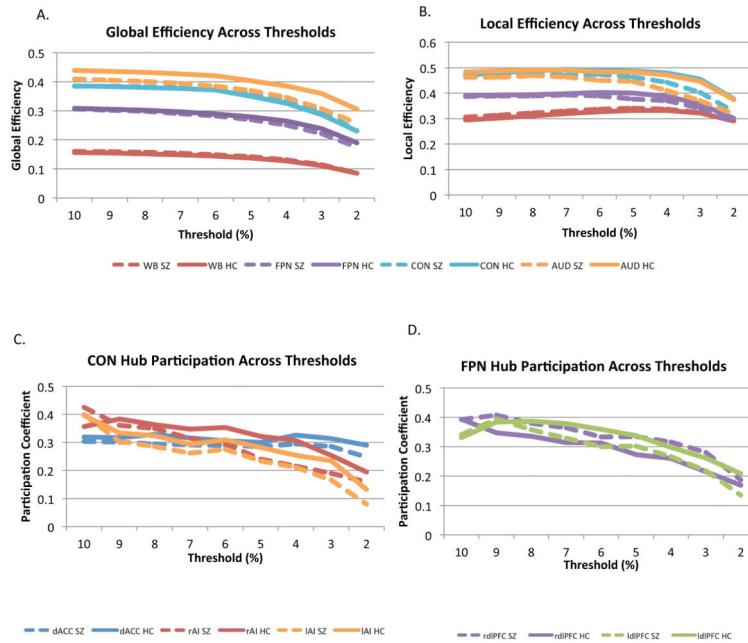 A.
Global Efficiency Across Thresholds
0.5
0.4
0.3
0.2
0.1
0
Global Efficiency
10 9 8 7 6 5 4 3 2
Threshold (%)
B.
Local Efficiency Across Thresholds
0.6
0.5
0.4
0.3
0.2
0.1
0
Local Efficiency
10 9 8 7 6 5 4 3 2
Threshold (%)
WB SZ WB HC FPN SZ FPN HC CON SZ CON HC AUD SZ AUD HC
C.
CON Hub Participation Across Thresholds
0.5
0.4
0.3
0.2
0.1
0
Participation Coefficient
10 9 8 7 6 5 4 3 2
Threshold (%)
dACC SZ dACC HC rAI SZ rAI HC lAI SZ lAI HC
D.
FPN Hub Participation Across Thresholds
0.5
0.4
0.3
0.2
0.1
0
Participation Coefficient
10 9 8 7 6 5 4 3 2
Threshold (%)
rdlPFC SZ rdlPFC HC ldlPFC SZ ldlPFC HC